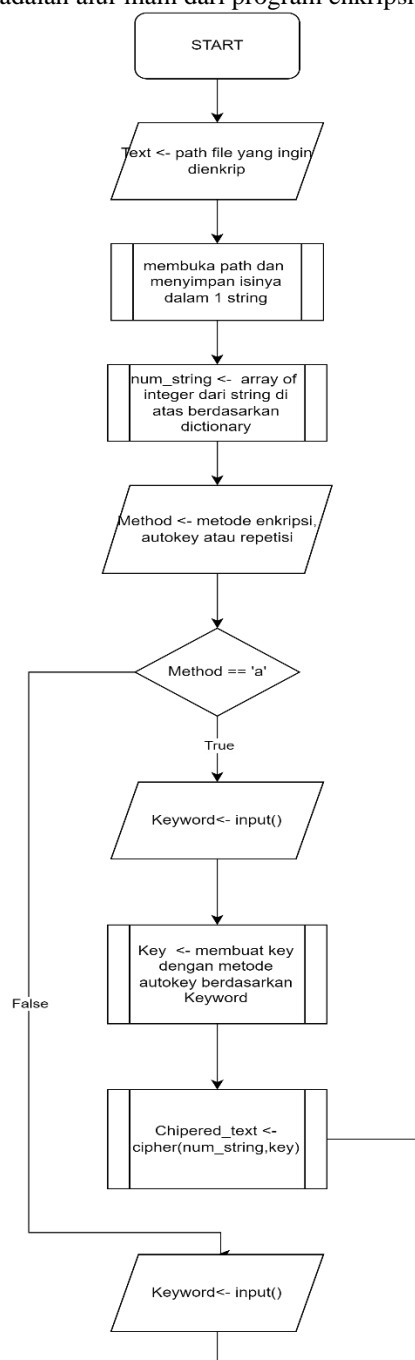 adalah alur main dari program enkripsi
START
Text <- path file yang ingin
dienkrip
membuka path dan
menyimpan isinya
dalam 1 string
num_string <- array of
integer dari string di
atas berdasarkan
dictionary
Method <- metode enkripsi,
autokey atau repetisi
Method == 'a'
True
Keyword<- input()
Key <- membuat key
dengan metode
autokey berdasarkan
Keyword
False
Chipered_text <-
cipher(num_string,key)
Keyword<- input()